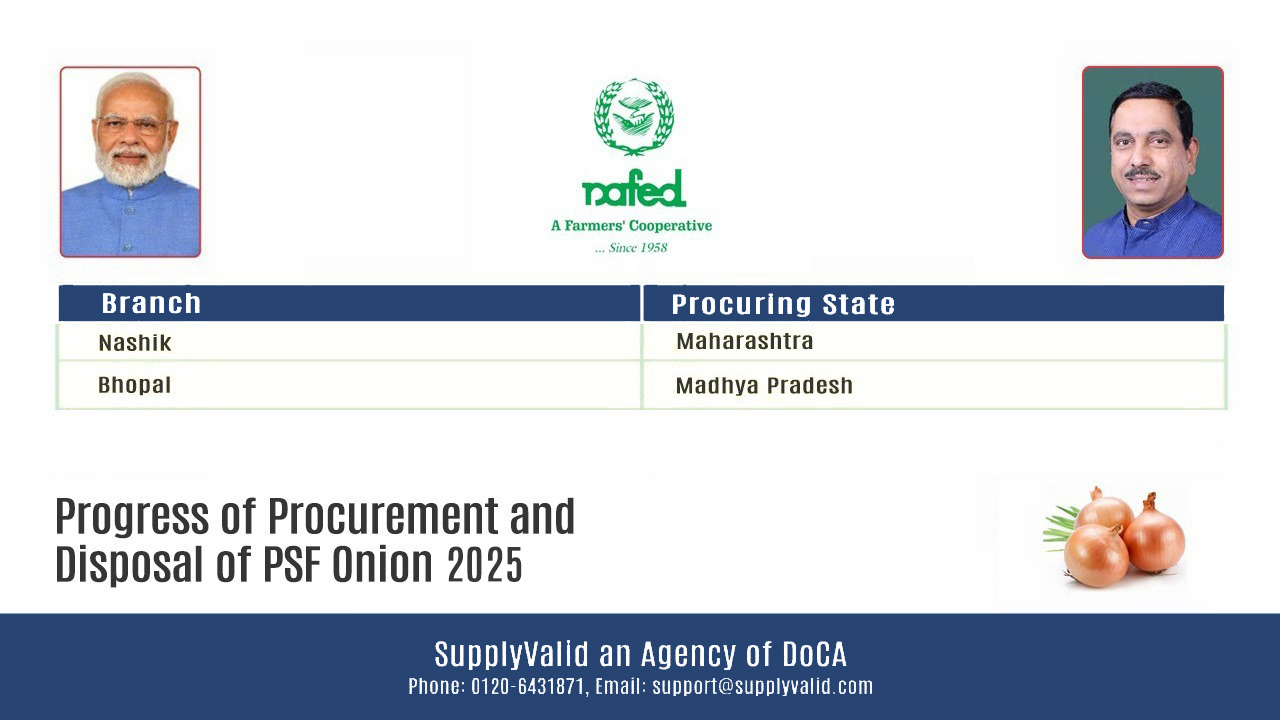 nafed
A Farmers' Cooperative
... Since 1958
Branch Procuring State
Nashik Maharashtra
Bhopal Madhya Pradesh
Progress of Procurement and
Disposal of PSF Onion 2025
SupplyValid an Agency of DoCA
Phone: 0120-6431871, Email: support@supplyvalid.com